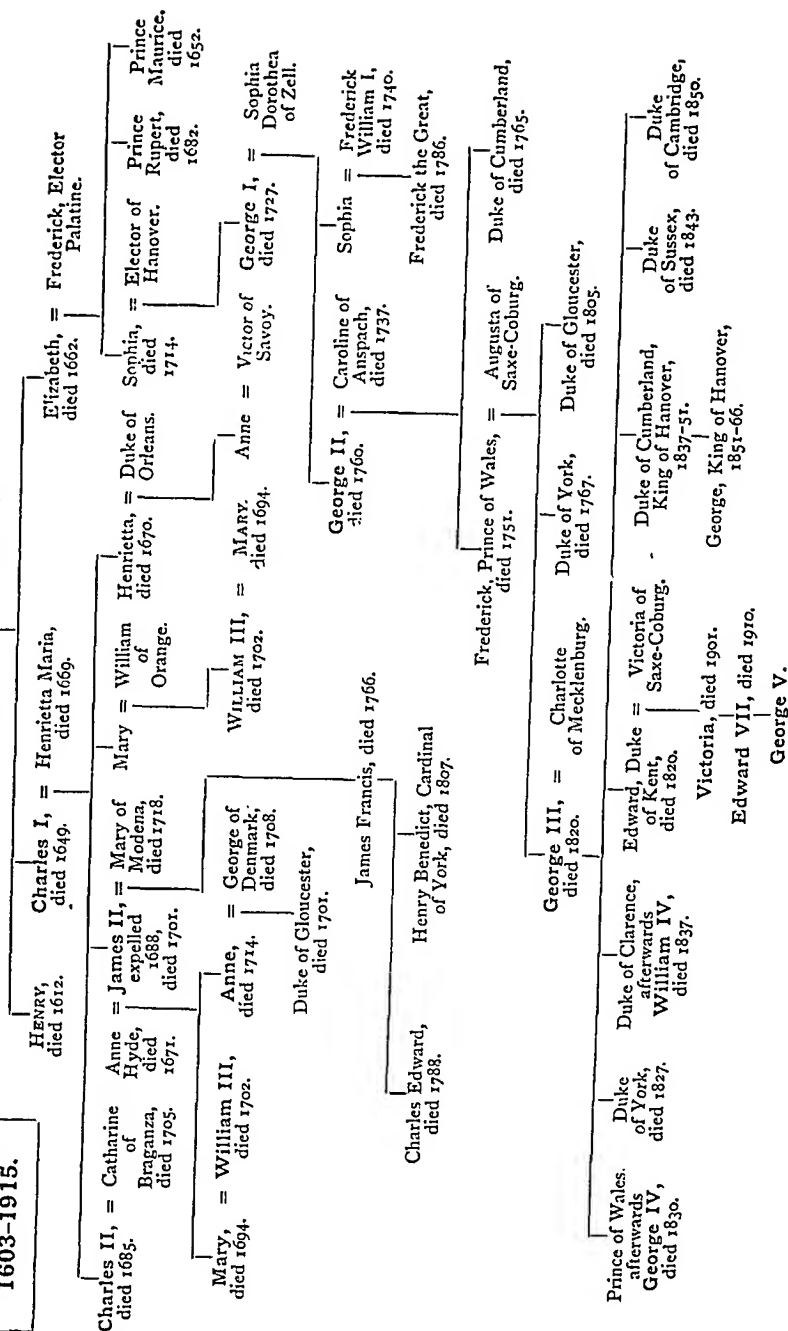 1603–1915.
HENRY,
died 1612.
Charles I,
died 1649.
=
Henrietta Maria,
died 1669.
Elizabeth,
died 1662.
=
Frederick, Elector
Palatine.
Charles II,
died 1685.
=
Catharine
of
Braganza,
died 1705.
Anne
Hyde,
died
1671.
=
James II,
expelled
1688,
died 1701.
=
Mary of
Modena,
died 1718.
Mary
=
William
of
Orange.
Henrietta,
died 1670.
=
Duke of
Orleans.
Sophia,
died
1714.
=
Elector of
Hanover.
Prince
Rupert,
died
1682.
Prince
Maurice,
died
1652.
Mary,
died 1694.
=
William III,
died 1702.
Anne,
died 1714.
=
George of
Denmark,
died 1708.
WILLIAM III,
died 1702.
=
MARY.
died 1694.
Anne
=
Victor of
Savoy.
George I,
died 1727.
=
Sophia
Dorothea
of Zell.
Duke of Gloucester,
died 1701.
James Francis, died 1766.
George II,
died 1760.
=
Caroline of
Anspach,
died 1737.
Sophia
=
Frederick
William I,
died 1740.
Charles Edward,
died 1788.
Henry Benedict, Cardinal
of York, died 1807.
Frederick the Great,
died 1786.
Frederick, Prince of Wales,
died 1751.
=
Augusta of
Saxe-Coburg.
Duke of Cumberland,
died 1765.
George III,
died 1820.
=
Charlotte
of Mecklenburg.
Duke of York,
died 1767.
Duke of Gloucester,
died 1805.
Prince of Wales.
afterwards
George IV,
died 1830.
Duke
of York,
died 1827.
Duke of Clarence,
afterwards
William IV,
died 1837.
Edward, Duke
of Kent,
died 1820.
=
Victoria of
Saxe-Coburg.
Duke of Cumberland,
King of Hanover,
1837-51.
Duke
of Sussex,
died 1843.
Duke
of Cambridge,
died 1850.
Victoria, died 1901.
George, King of Hanover,
1851-66.
Edward VII, died 1910.
George V.